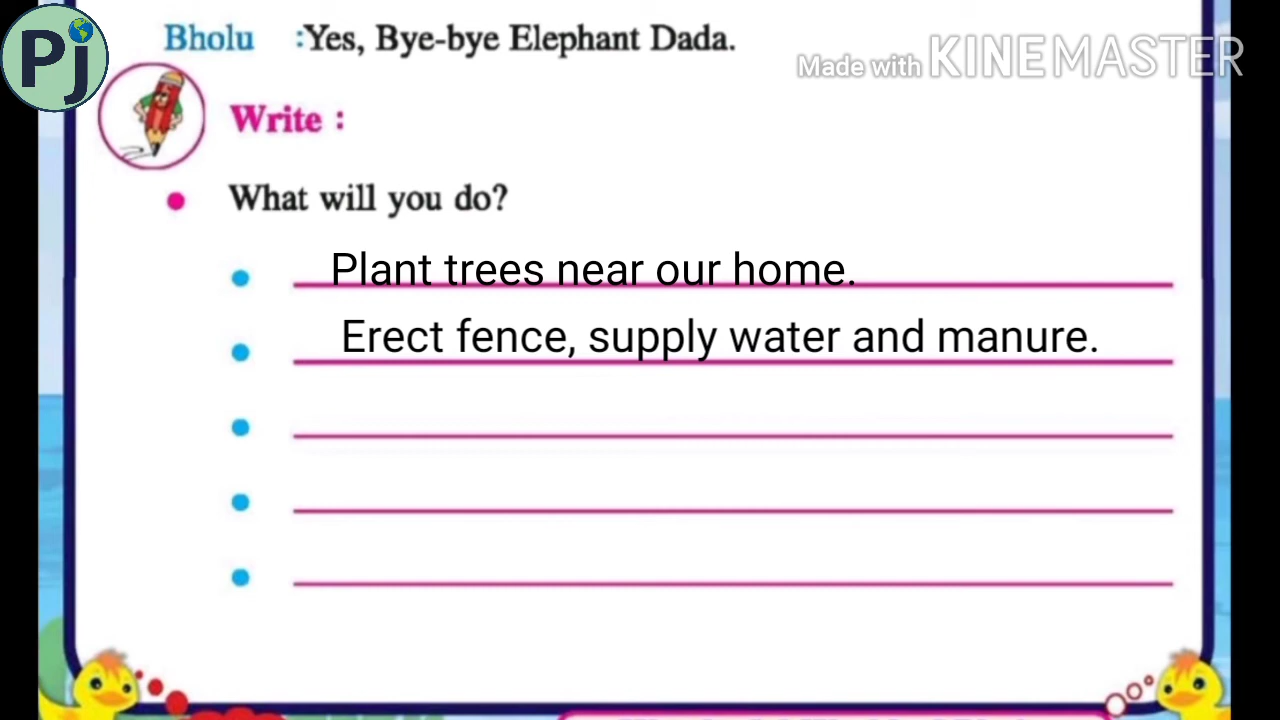 Pj
Bholu :Yes, Bye-bye Elephant Dada.
Made with KINEMASTER
Write :
What will you do?
Plant trees near our home.
Erect fence, supply water and manure.